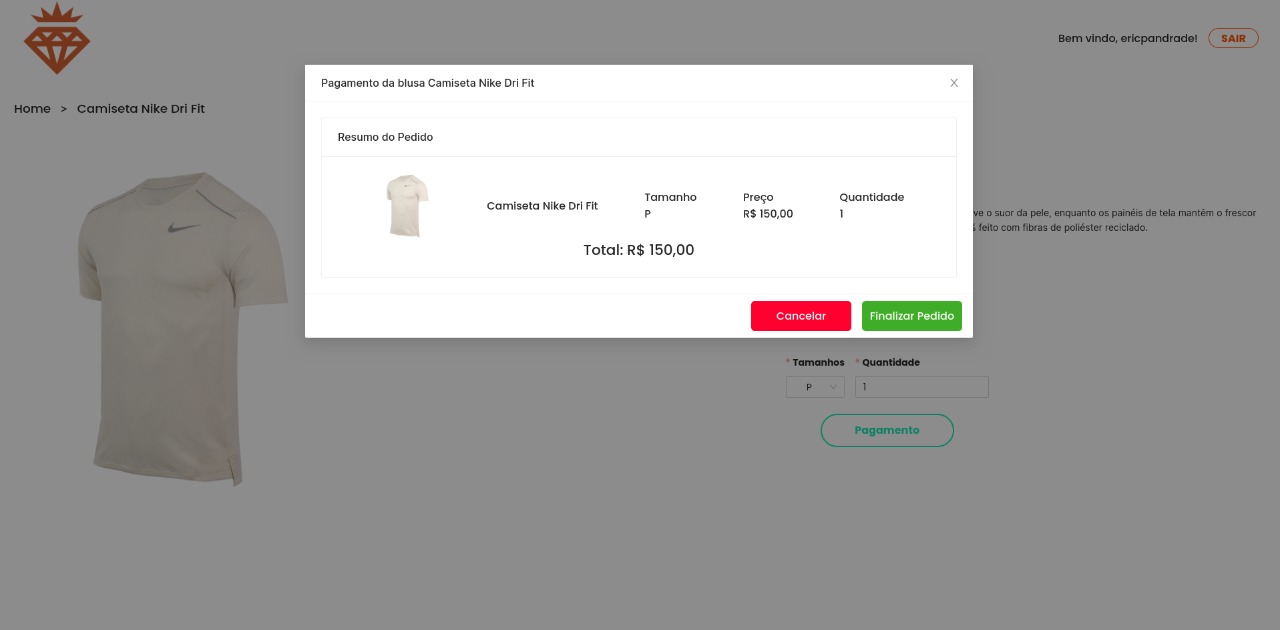 Bem vindo, ericpandrade!
SAIR
Pagamento da blusa Camiseta Nike Dri Fit
X
Home > Camiseta Nike Dri Fit
Resumo do Pedido
Camiseta Nike Dri Fit
Tamanho
P
Preço
R$ 150,00
Quantidade
1
Total: R$ 150,00
ve o suor da pele, enquanto os painéis de tela mantêm o frescor
feito com fibras de poliéster reciclado.
Cancelar
Finalizar Pedido
* Tamanhos
* Quantidade
P
1
Pagamento